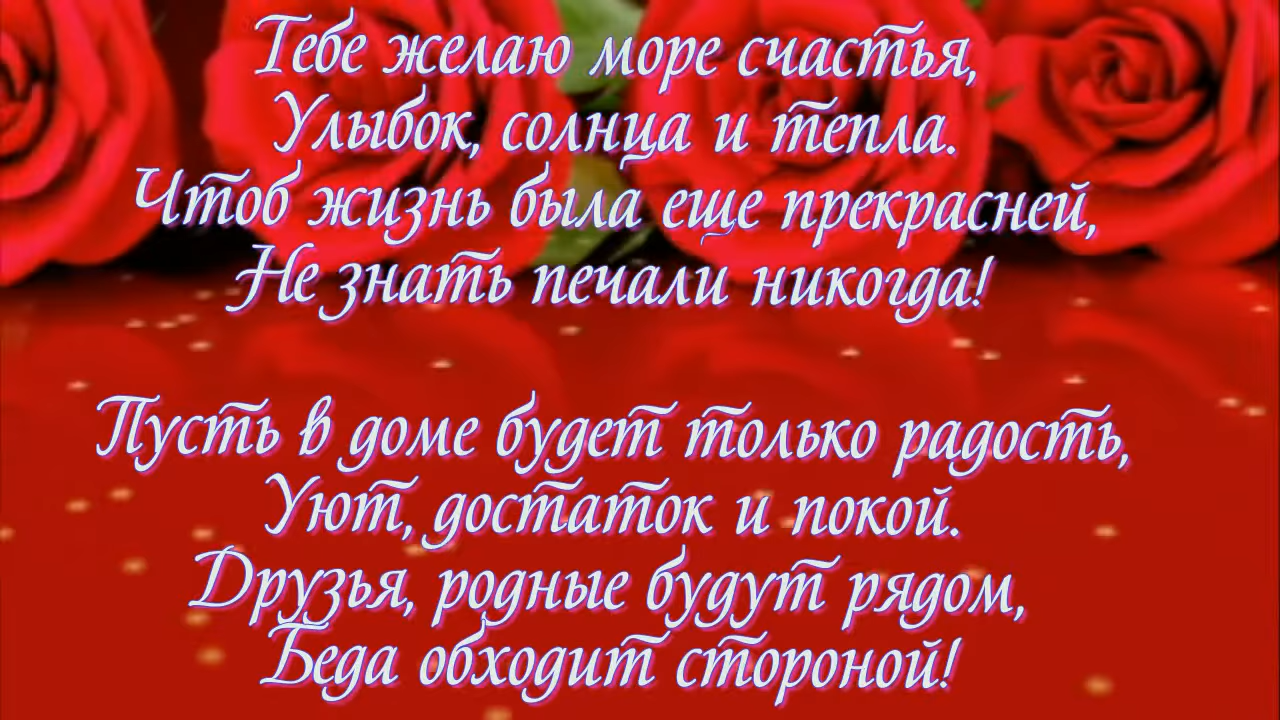 Тебе желаю море счастья,
Улыбок, солнца и тепла.
Чтоб жизнь была еще прекрасней,
Не знать печали никогда!
Пусть в доме будет только радость,
Уют, достаток и покой.
Друзья, родные будут рядом,
Беда обходит стороной!